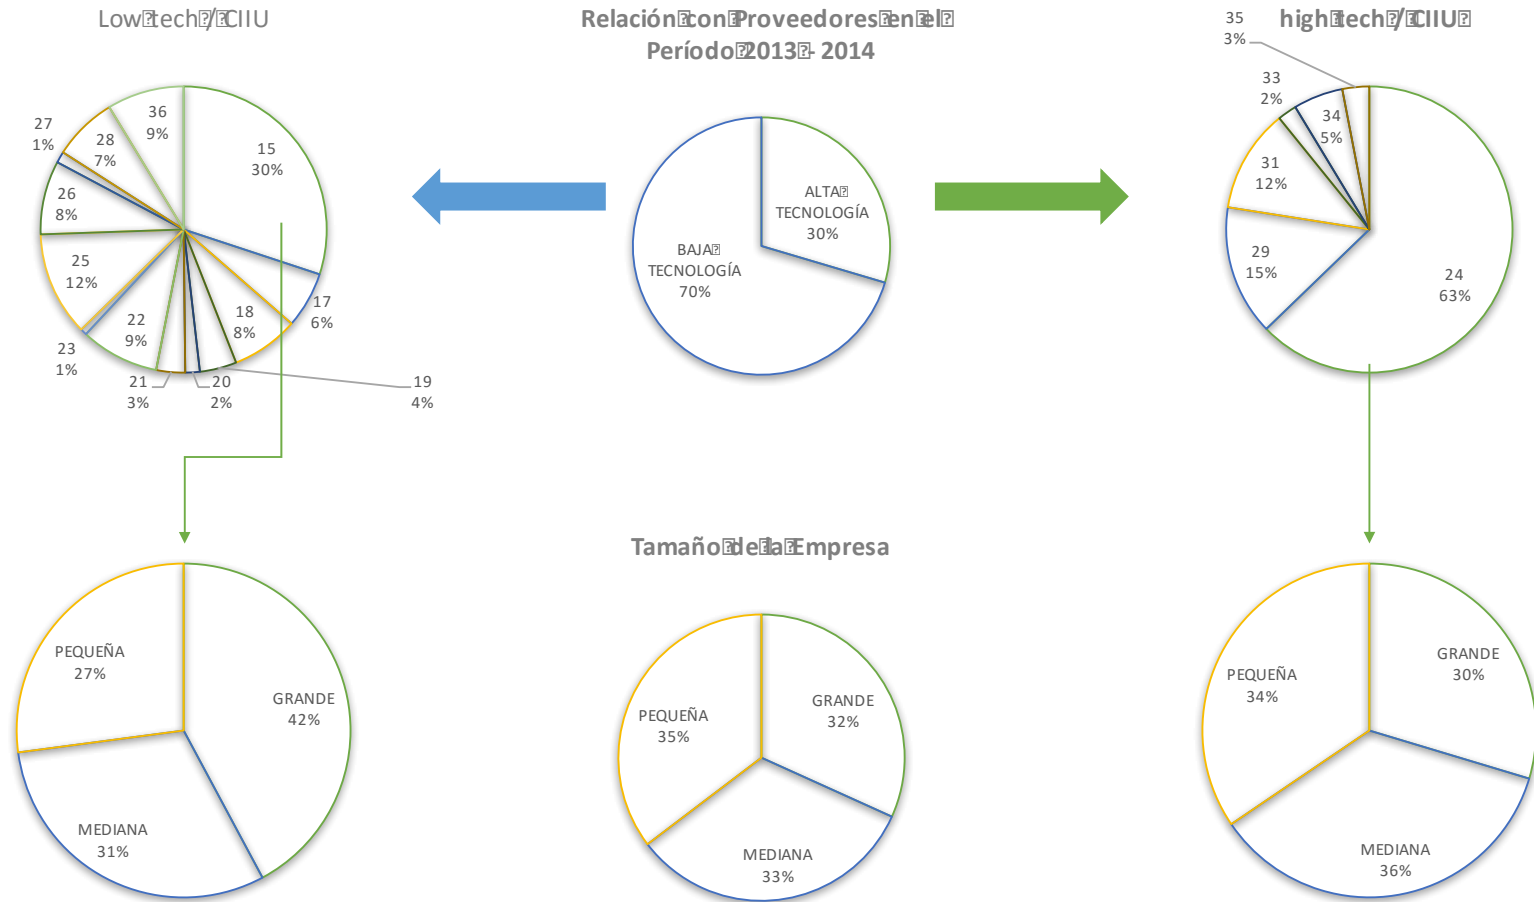 Low tech / CIIU
Relación con Proveedores en el
Período 2013 - 2014
high tech / CIIU
15
30%
17
6%
18
8%
19
4%
20
2%
21
3%
22
9%
23
1%
25
12%
26
8%
27
1%
28
7%
36
9%
ALTA
TECNOLOGÍA
30%
BAJA
TECNOLOGÍA
70%
24
63%
29
15%
31
12%
33
2%
34
5%
35
3%
Tamaño de la Empresa
GRANDE
42%
MEDIANA
31%
PEQUEÑA
27%
GRANDE
32%
MEDIANA
33%
PEQUEÑA
35%
GRANDE
30%
MEDIANA
36%
PEQUEÑA
34%